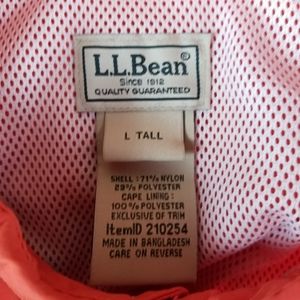 L.L.Bean®
Since 1912
QUALITY GUARANTEED
L TALL
SHELL : 71% NYLON
29% POLYESTER
CAPE LINING :
100% POLYESTER
EXCLUSIVE OF TRIM
ItemID 210254
MADE IN BANGLADESH
CARE ON REVERSE